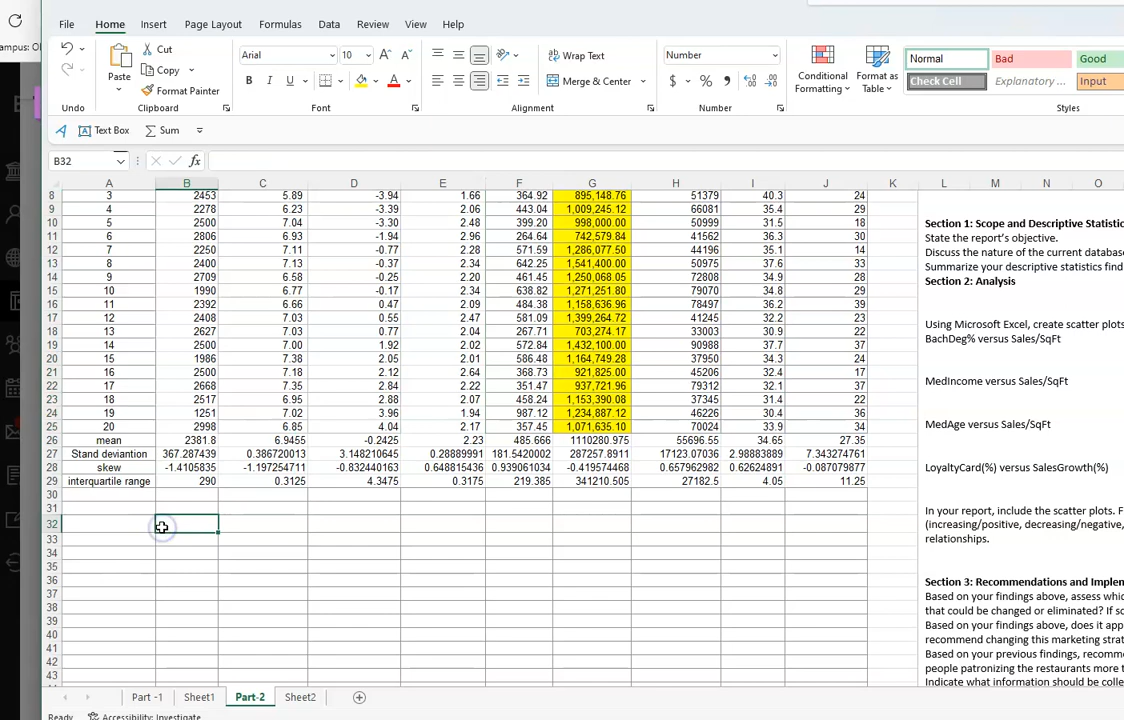 ampus: Ol
File Home Insert Page Layout Formulas Data Review View Help
Undo
Paste
Cut
Copy
Format Painter
Clipboard
Arial 10
B I U
Font
Wrap Text
Merge & Center
Alignment
Number
$ % ,
Number
Conditional Formatting
Format as Table
Normal Bad Good
Check Cell Explanatory ... Input
Styles
Text Box Sum
B32 fx
A B C D E F G H I J K L M N O
8 3 2453 5.89 -3.94 1.66 364.92 895,148.76 51379 40.3 24
9 4 2278 6.23 -3.39 2.06 443.04 1,009,245.12 66081 35.4 29
10 5 2500 7.04 -3.30 2.48 399.20 998,000.00 50999 31.5 18
11 6 2806 6.93 -1.94 2.96 264.64 742,579.84 41562 36.3 30
12 7 2250 7.11 -0.77 2.28 571.59 1,286,077.50 44196 35.1 14
13 8 2400 7.13 -0.37 2.34 642.25 1,541,400.00 50975 37.6 33
14 9 2709 6.58 -0.25 2.20 461.45 1,250,068.05 72808 34.9 28
15 10 1990 6.77 -0.17 2.34 638.82 1,271,251.80 79070 34.8 29
16 11 2392 6.66 0.47 2.09 484.38 1,158,636.96 78497 36.2 39
17 12 2408 7.03 0.55 2.47 581.09 1,399,264.72 41245 32.2 23
18 13 2627 7.03 0.77 2.04 267.71 703,274.17 33003 30.9 22
19 14 2500 7.00 1.92 2.02 572.84 1,432,100.00 90988 37.7 37
20 15 1986 7.38 2.05 2.01 586.48 1,164,749.28 37950 34.3 24
21 16 2500 7.18 2.12 2.64 368.73 921,825.00 45206 32.4 17
22 17 2668 7.35 2.84 2.22 351.47 937,721.96 79312 32.1 37
23 18 2517 6.95 2.88 2.07 458.24 1,153,390.08 37345 31.4 22
24 19 1251 7.02 3.96 1.94 987.12 1,234,887.12 46226 30.4 36
25 20 2998 6.85 4.04 2.17 357.45 1,071,635.10 70024 33.9 34
26 mean 2381.8 6.9455 -0.2425 2.23 485.666 1110280.975 55696.55 34.65 27.35
27 Stand deviantion 367.287439 0.386720013 3.148210645 0.28889991 181.5420002 287257.8911 17123.07036 2.98883889 7.343274761
28 skew -1.4105835 -1.197254711 -0.832440163 0.648815436 0.939061034 -0.419574468 0.657962982 0.62624891 -0.087079877
29 interquartile range 290 0.3125 4.3475 0.3175 219.385 341210.505 27182.5 4.05 11.25
30
31
32
33
34
35
36
37
38
39
40
41
42
43
Section 1: Scope and Descriptive Statistic
State the report's objective.
Discuss the nature of the current database
Summarize your descriptive statistics find
Section 2: Analysis
Using Microsoft Excel, create scatter plots
BachDeg% versus Sales/SqFt
MedIncome versus Sales/SqFt
MedAge versus Sales/SqFt
LoyaltyCard(%) versus SalesGrowth(%)
In your report, include the scatter plots. F
(increasing/positive, decreasing/negative,
relationships.
Section 3: Recommendations and Implen
Based on your findings above, assess whic
that could be changed or eliminated? If so
Based on your findings above, does it app
recommend changing this marketing strat
Based on your previous findings, recomm
people patronizing the restaurants more t
Indicate what information should be colle
Part -1 Sheet1 Part-2 Sheet2
Ready Accessibility: Investigate